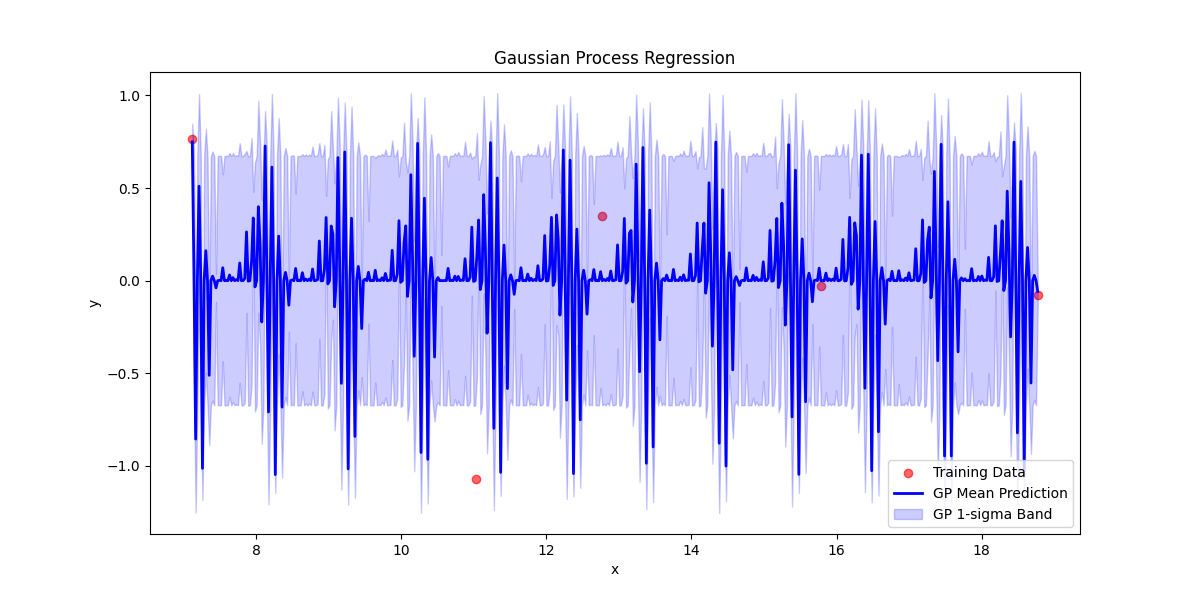 Gaussian Process Regression
1.0
0.5
0.0
−0.5
−1.0
y
8
10
12
14
16
18
x
Training Data
GP Mean Prediction
GP 1-sigma Band